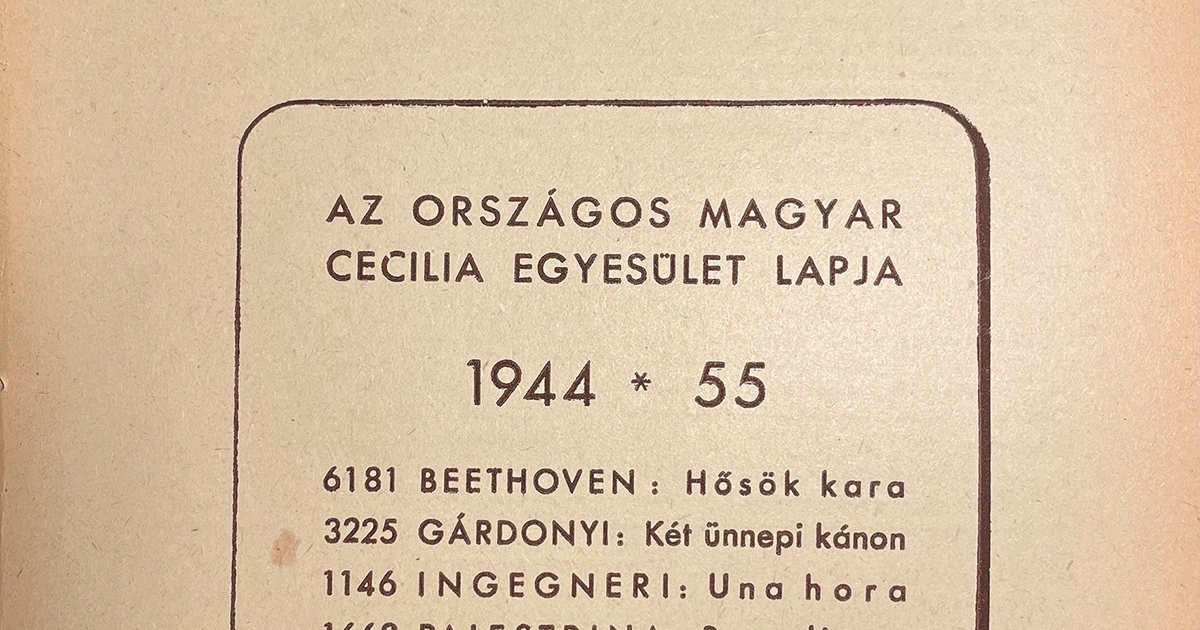 AZ ORSZÁGOS MAGYAR
CECILIA EGYESÜLET LAPJA
1944 * 55
6181 BEETHOVEN: Hősök kara
3225 GÁRDONYI: Két ünnepi kánon
1146 INGEGNERI: Una hora